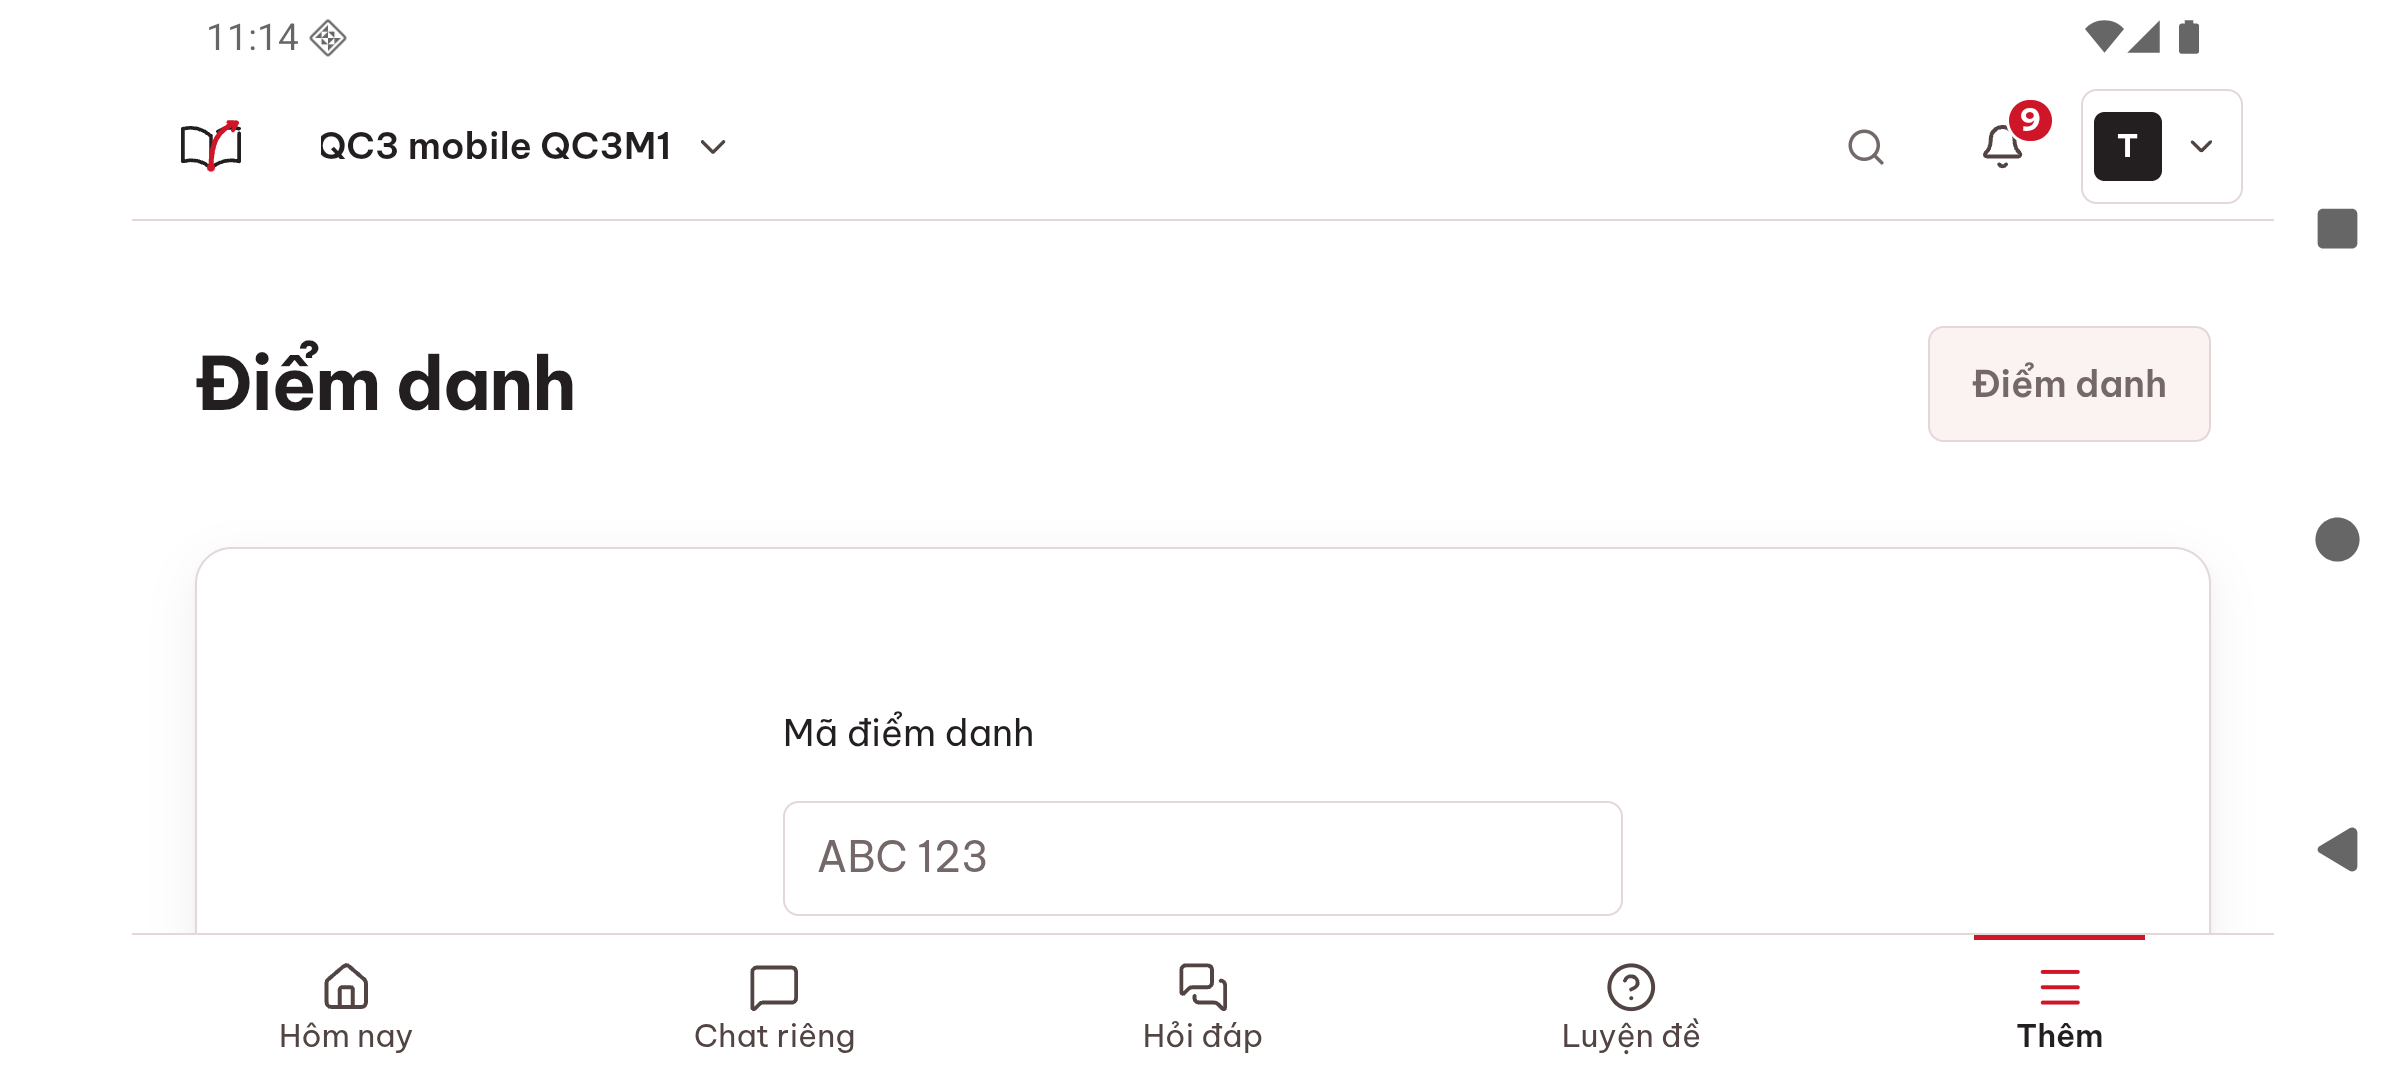 11:14
QC3 mobile QC3M1
9
T
Điểm danh
Điểm danh
Mã điểm danh
ABC 123
Hôm nay
Chat riêng
Hỏi đáp
Luyện đề
Thêm